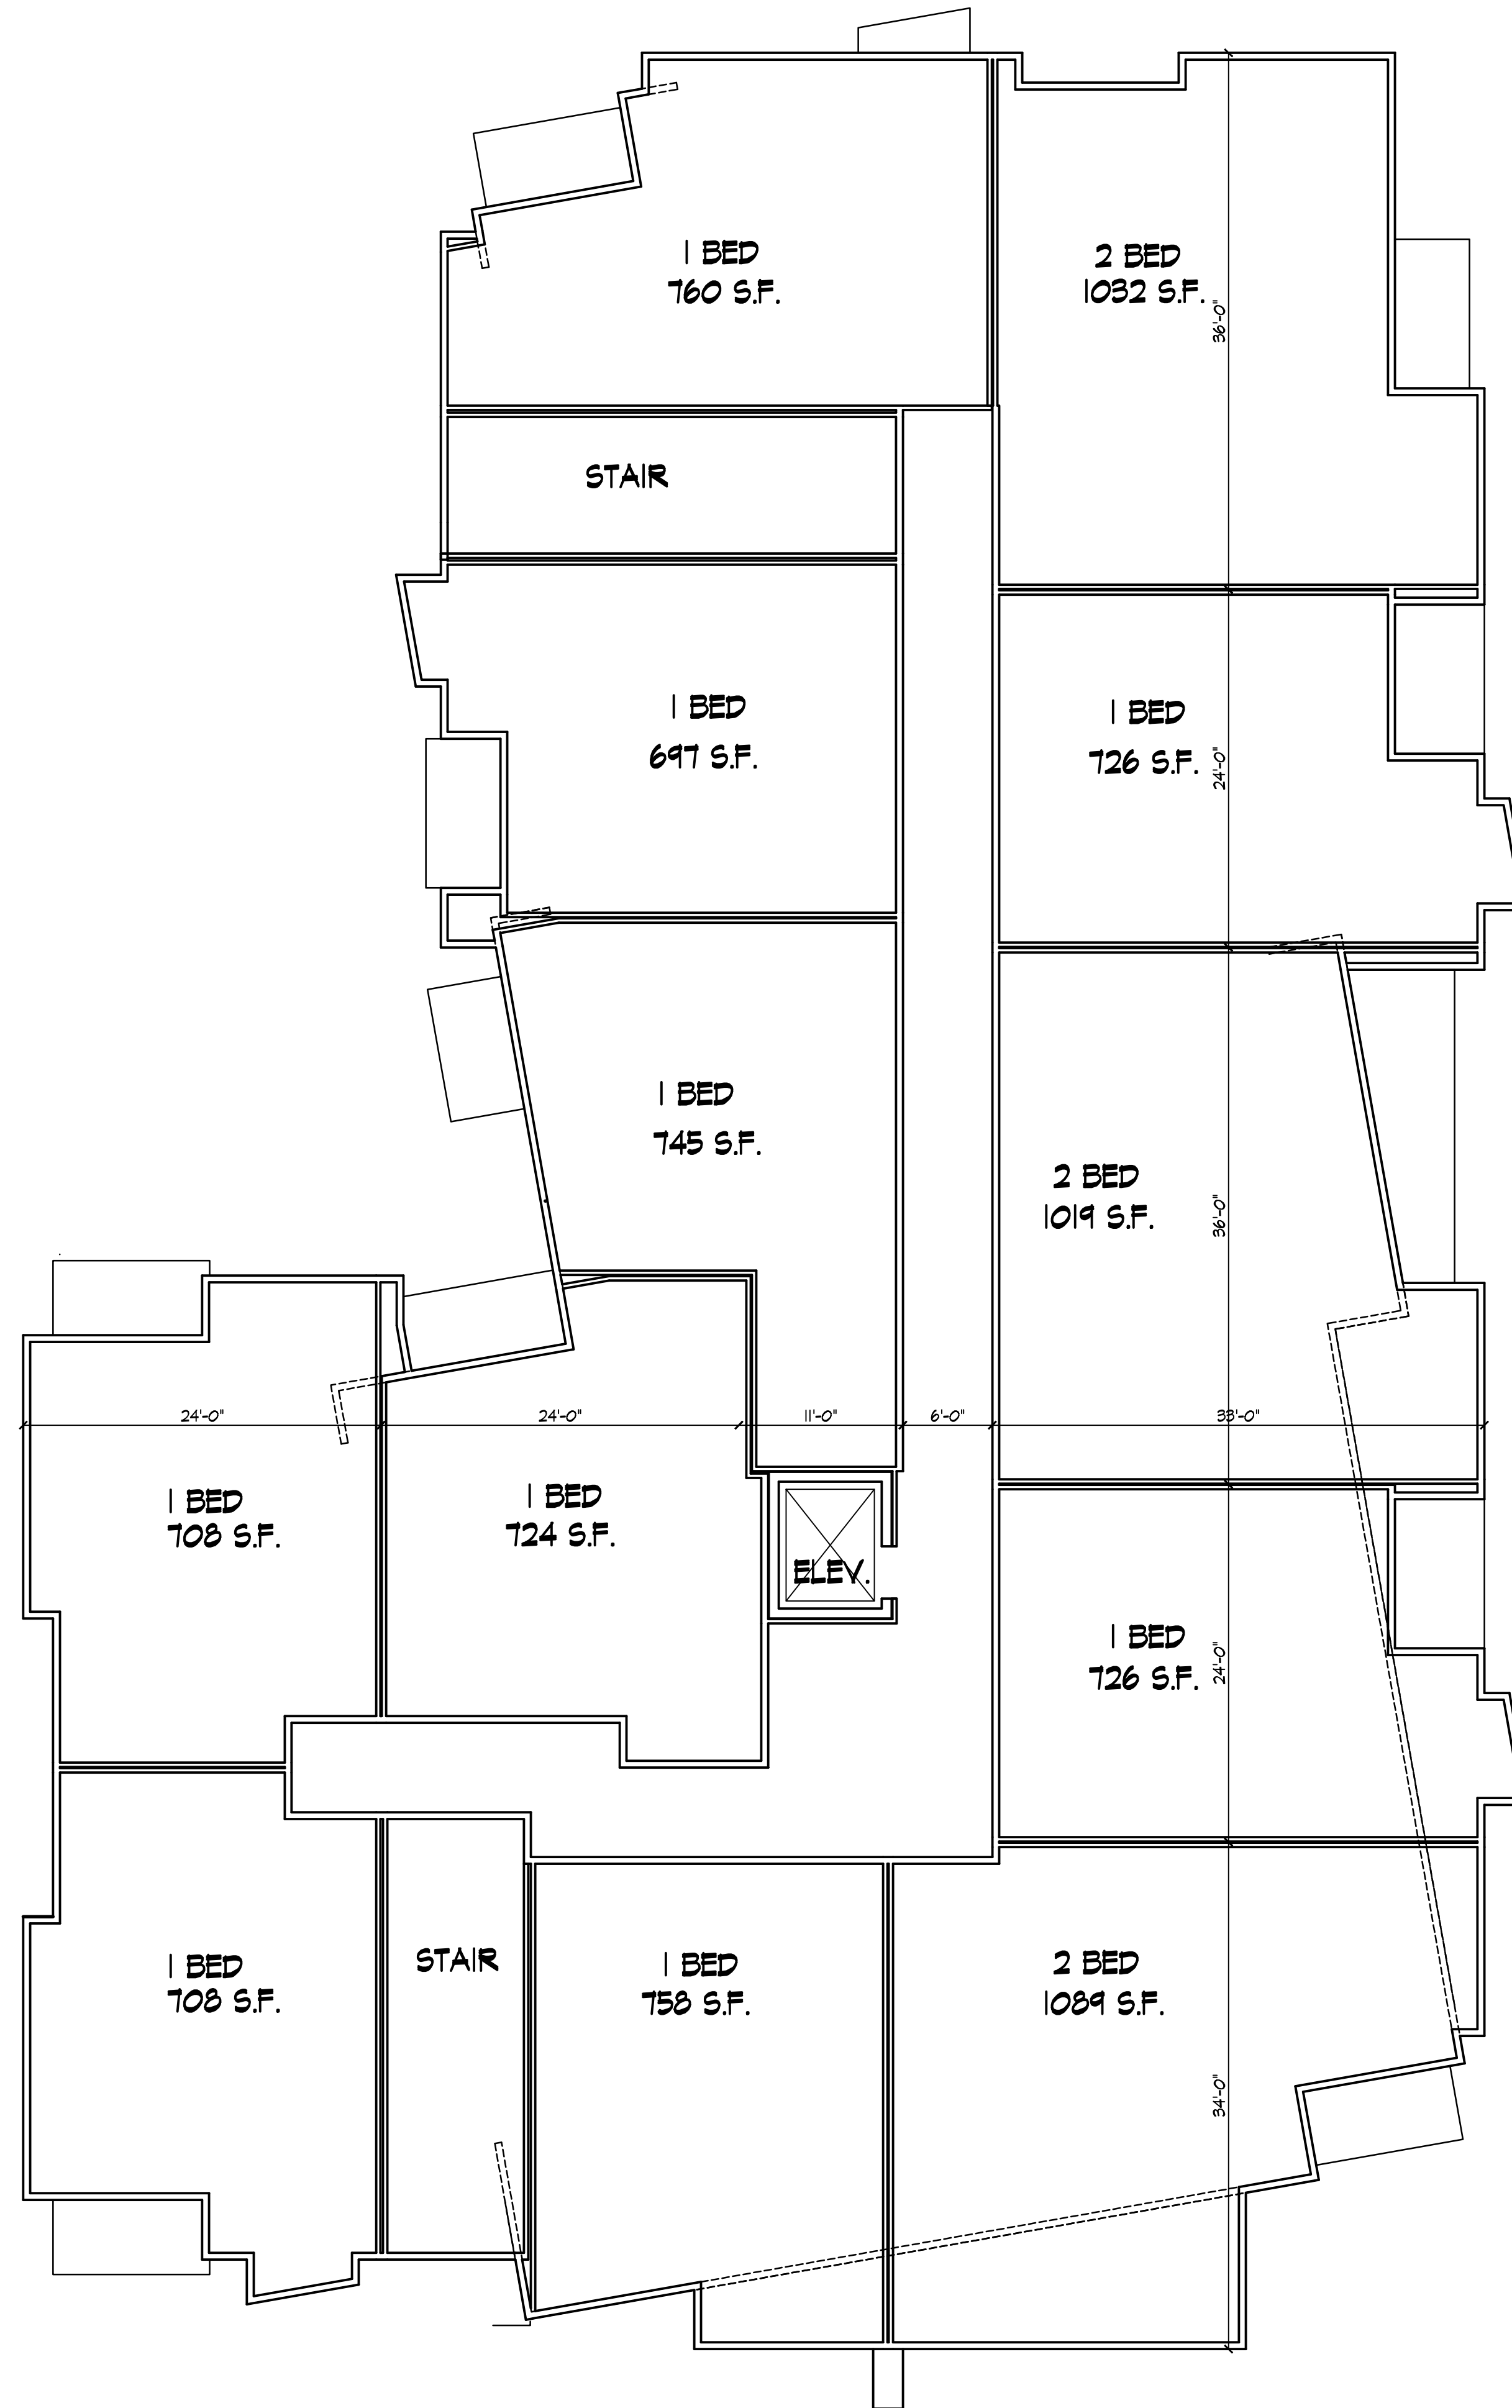 1 BED
760 S.F.
2 BED
1032 S.F.
36'-0"
STAIR
1 BED
697 S.F.
1 BED
726 S.F.
24'-0"
1 BED
745 S.F.
2 BED
1019 S.F.
36'-0"
24'-0"
24'-0"
11'-0"
6'-0"
33'-0"
1 BED
708 S.F.
1 BED
724 S.F.
ELEV.
1 BED
726 S.F.
24'-0"
1 BED
708 S.F.
STAIR
1 BED
758 S.F.
2 BED
1089 S.F.
34'-0"